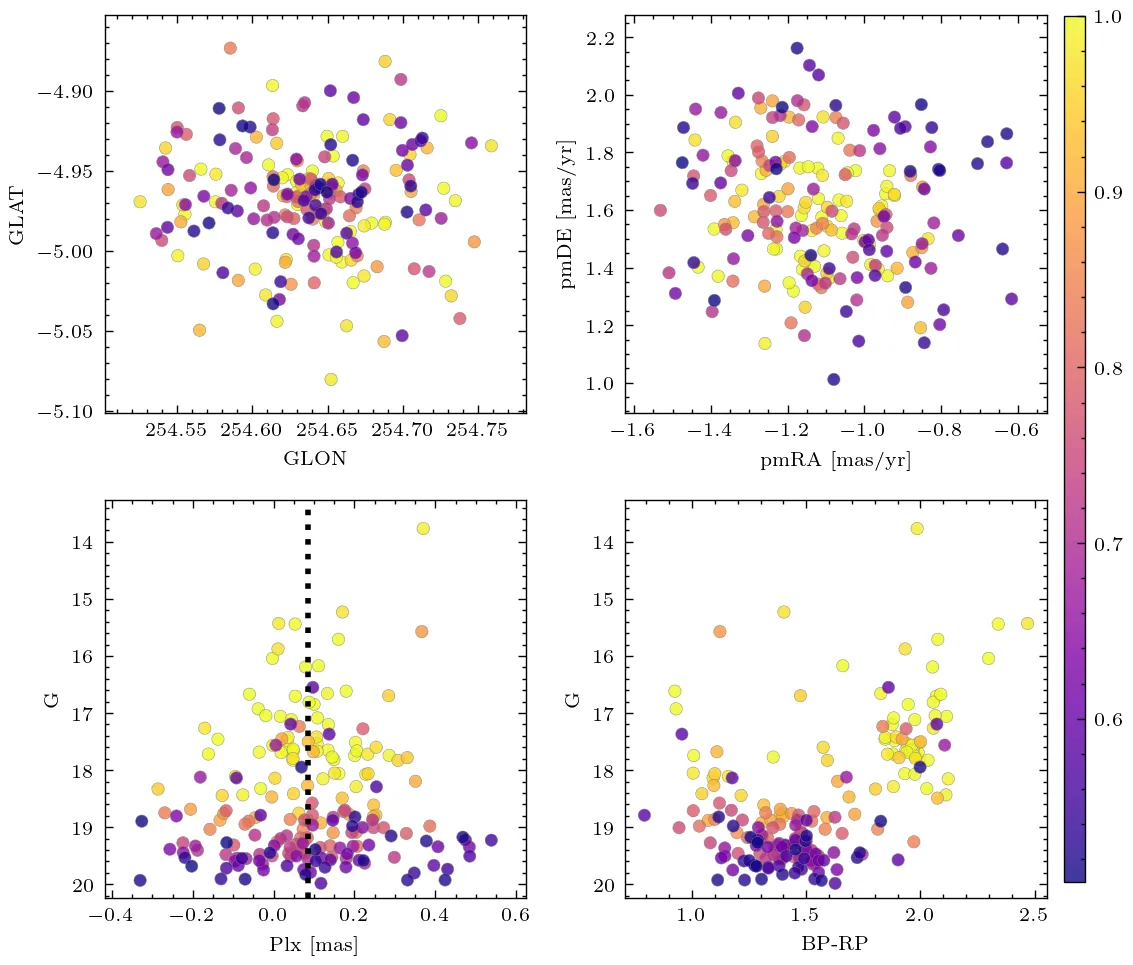 GLAT
−4.90
−4.95
−5.00
−5.05
−5.10
254.55 254.60 254.65 254.70 254.75
GLON
pmDE [mas/yr]
2.2
2.0
1.8
1.6
1.4
1.2
1.0
−1.6 −1.4 −1.2 −1.0 −0.8 −0.6
pmRA [mas/yr]
G
14
15
16
17
18
19
20
−0.4 −0.2 0.0 0.2 0.4 0.6
Plx [mas]
G
14
15
16
17
18
19
20
1.0 1.5 2.0 2.5
BP-RP
1.0
0.9
0.8
0.7
0.6